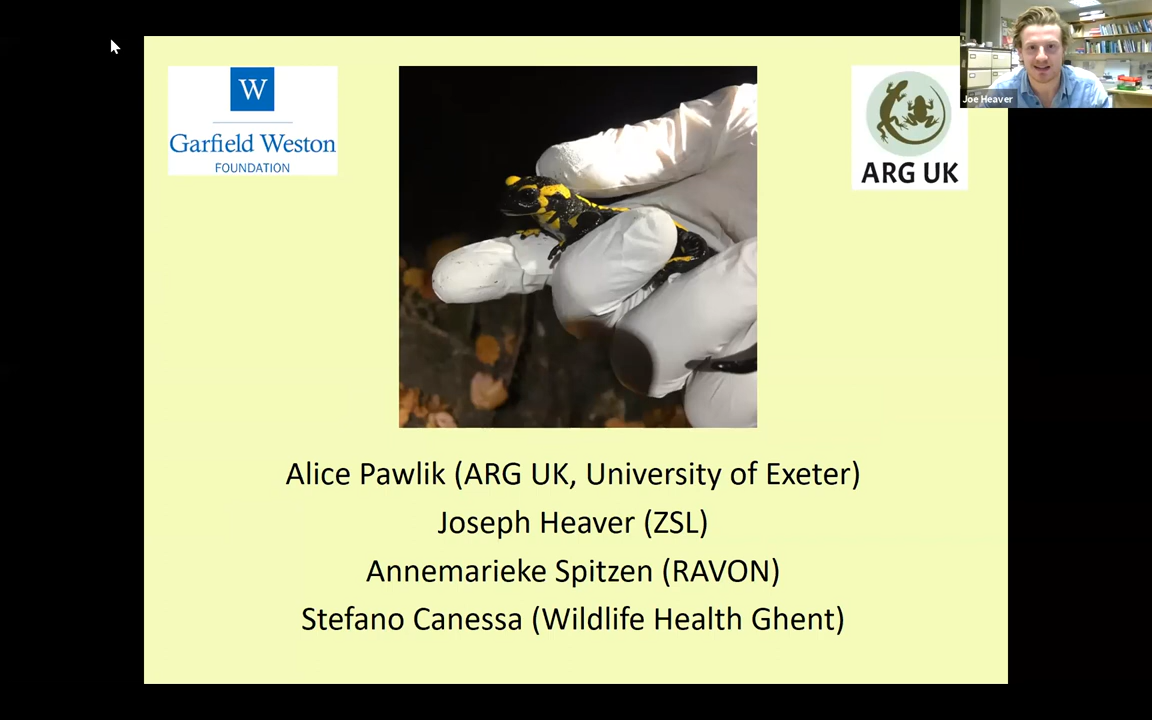 W
Garfield Weston
FOUNDATION
ARG UK
Joe Heaver
Alice Pawlik (ARG UK, University of Exeter)
Joseph Heaver (ZSL)
Annemarieke Spitzen (RAVON)
Stefano Canessa (Wildlife Health Ghent)